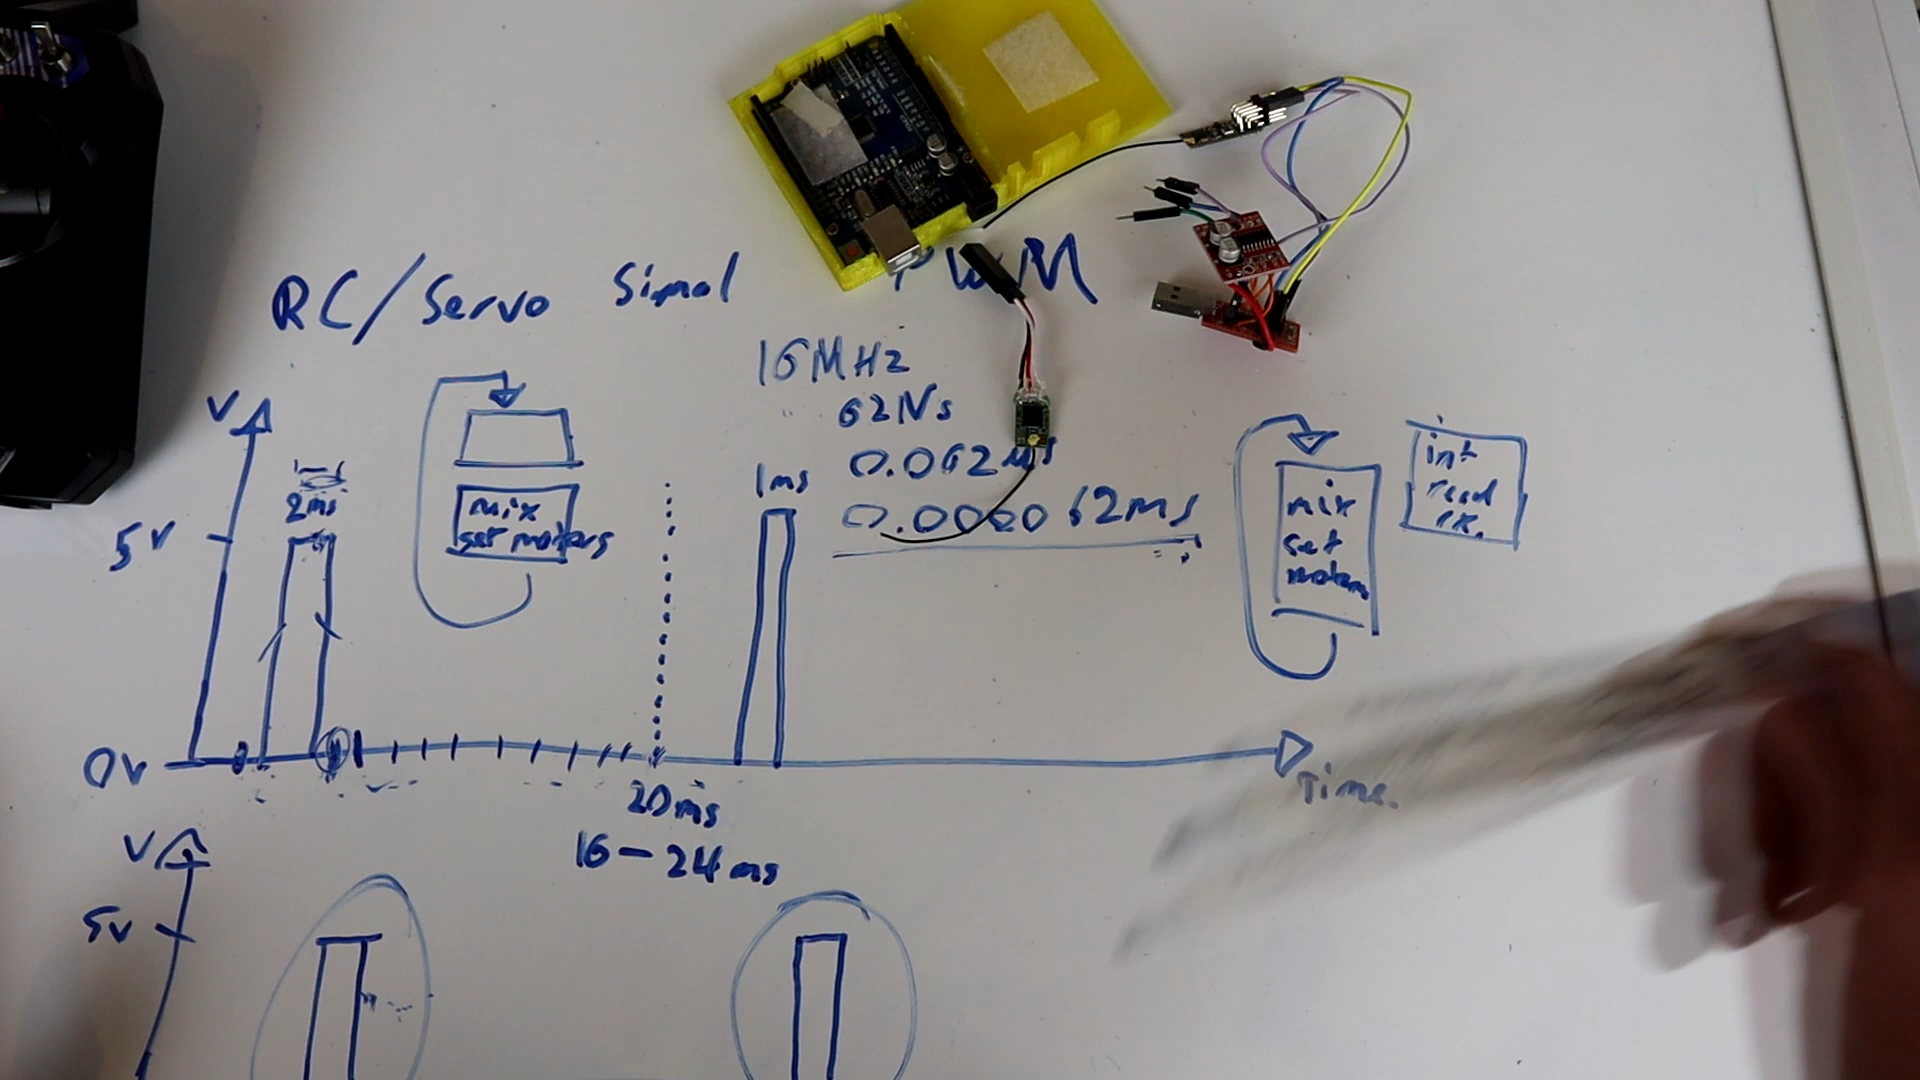 RC/Servo Signal PWM
16MHz
62Ns
0.062us
0.000062ms
V
5V
0V
2ms
mix
set motors
1ms
mix
set
motors
int
read
rx.
Time.
20ms
16-24ms
V
5V